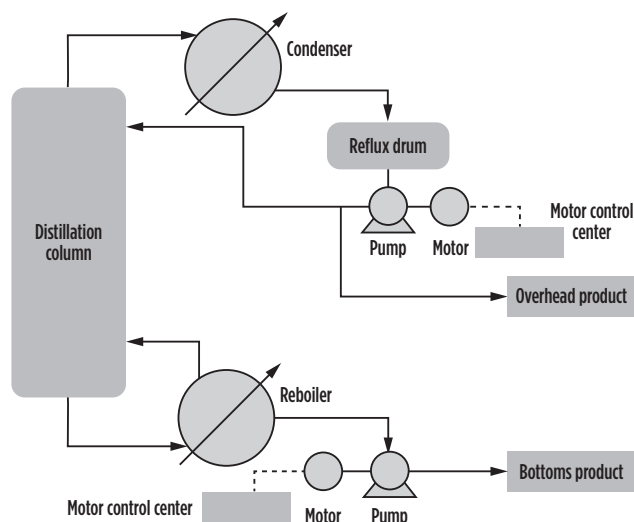 Condenser
Reflux drum
Distillation
column
Pump
Motor
Motor control
center
Overhead product
Reboiler
Bottoms product
Motor control center
Motor
Pump